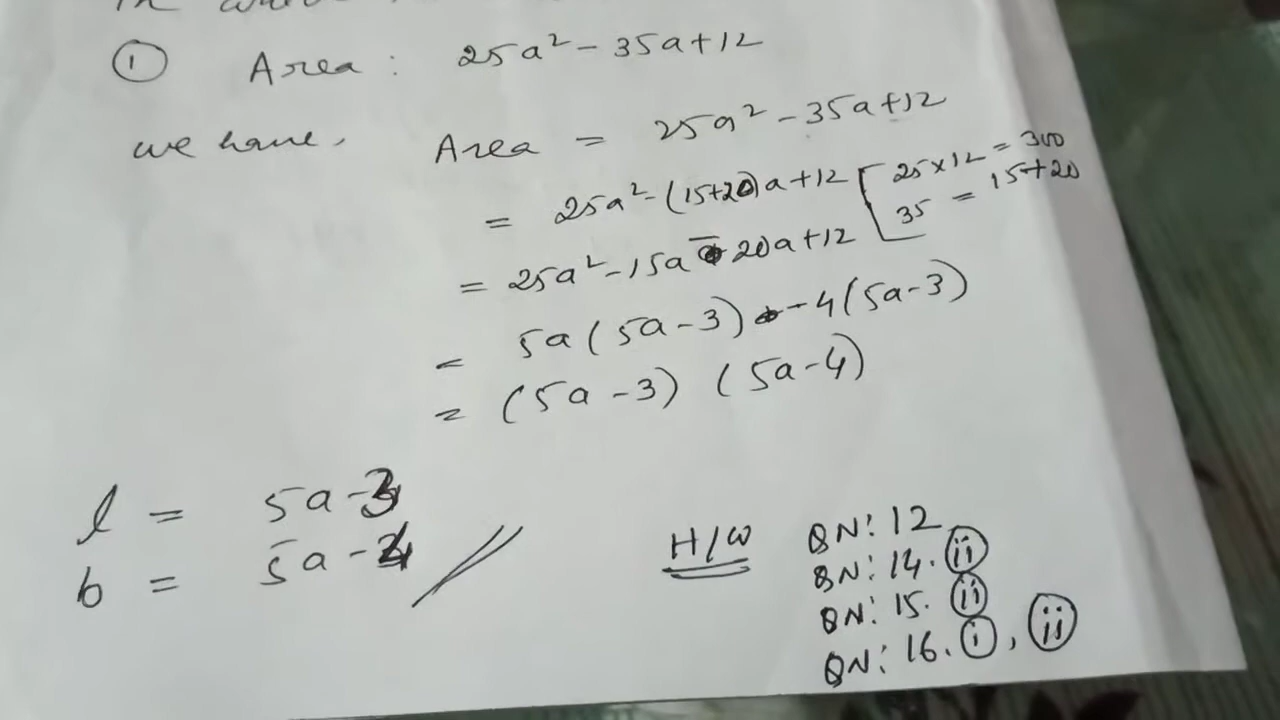 ① Area : 25a² - 35a + 12
we have, Area = 25a² - 35a + 12
= 25a² - (15+20)a + 12 [ 25 × 12 = 300
35 = 15 + 20
= 25a² - 15a - 20a + 12
= 5a(5a - 3) - 4(5a - 3)
= (5a - 3) (5a - 4)
l = 5a - 3
b = 5a - 4
H/W QN: 12
QN: 14. ⓘⓘ
QN: 15. ⓘⓘ
QN: 16. ⓘ, ⓘⓘ